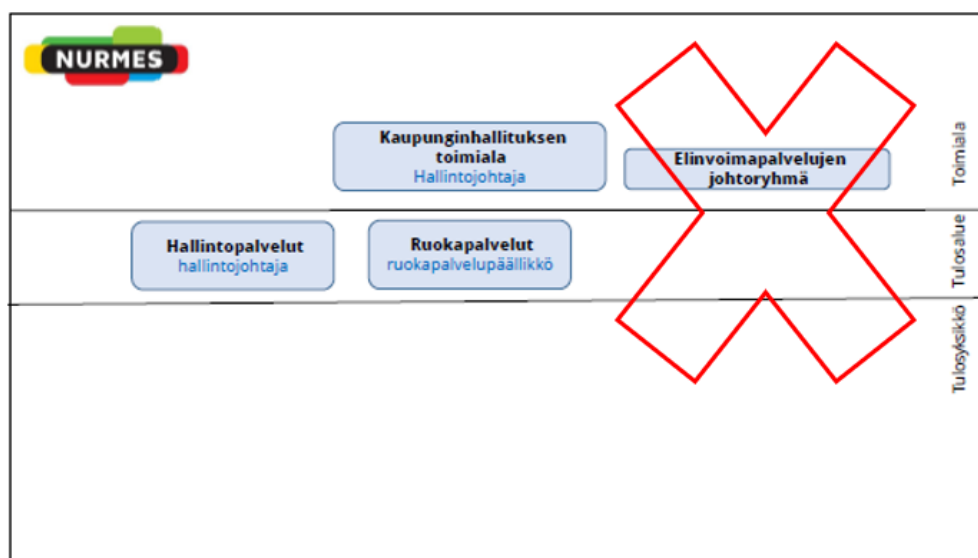 NURMES
Kaupunginhallituksen
toimiala
Hallintojohtaja
Elinvoimapalvelujen
johtoryhmä
Toimiala
Hallintopalvelut
hallintojohtaja
Ruokapalvelut
ruokapalvelupäällikkö
Tulosalue
Tulosyksikkö